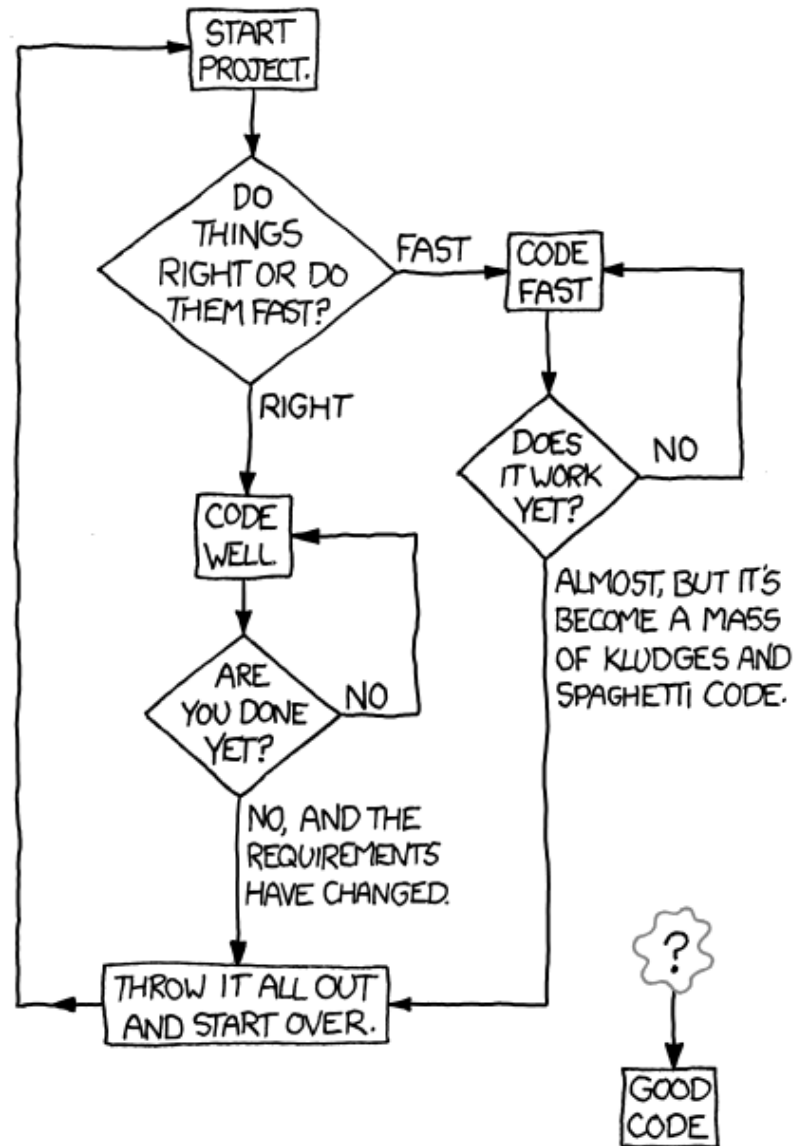 START
PROJECT.
DO
THINGS
RIGHT OR DO
THEM FAST?
FAST
CODE
FAST
RIGHT
DOES
IT WORK
YET?
NO
CODE
WELL.
ALMOST, BUT IT'S
BECOME A MASS
OF KLUDGES AND
SPAGHETTI CODE.
ARE
YOU DONE
YET?
NO
NO, AND THE
REQUIREMENTS
HAVE CHANGED.
THROW IT ALL OUT
AND START OVER.
?
GOOD
CODE